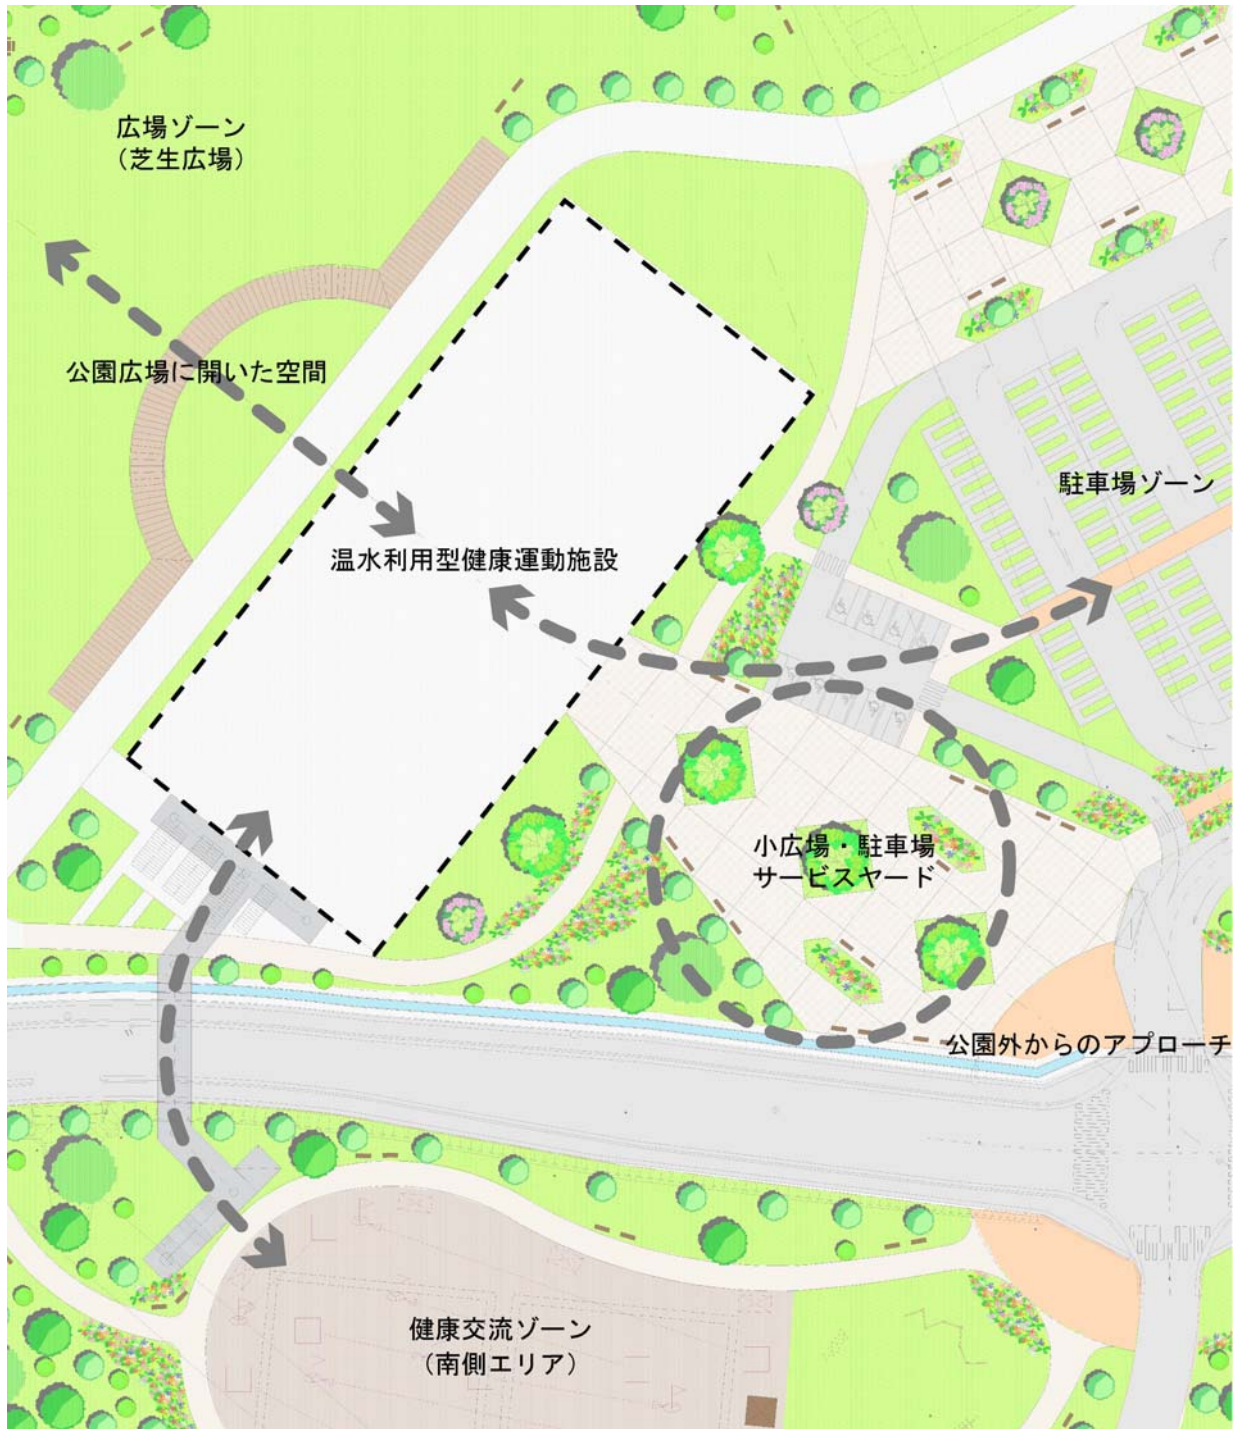 広場ゾーン
（芝生広場）
公園広場に開いた空間
駐車場ゾーン
温水利用型健康運動施設
小広場・駐車場
サービスヤード
公園外からのアプローチ
健康交流ゾーン
（南側エリア）